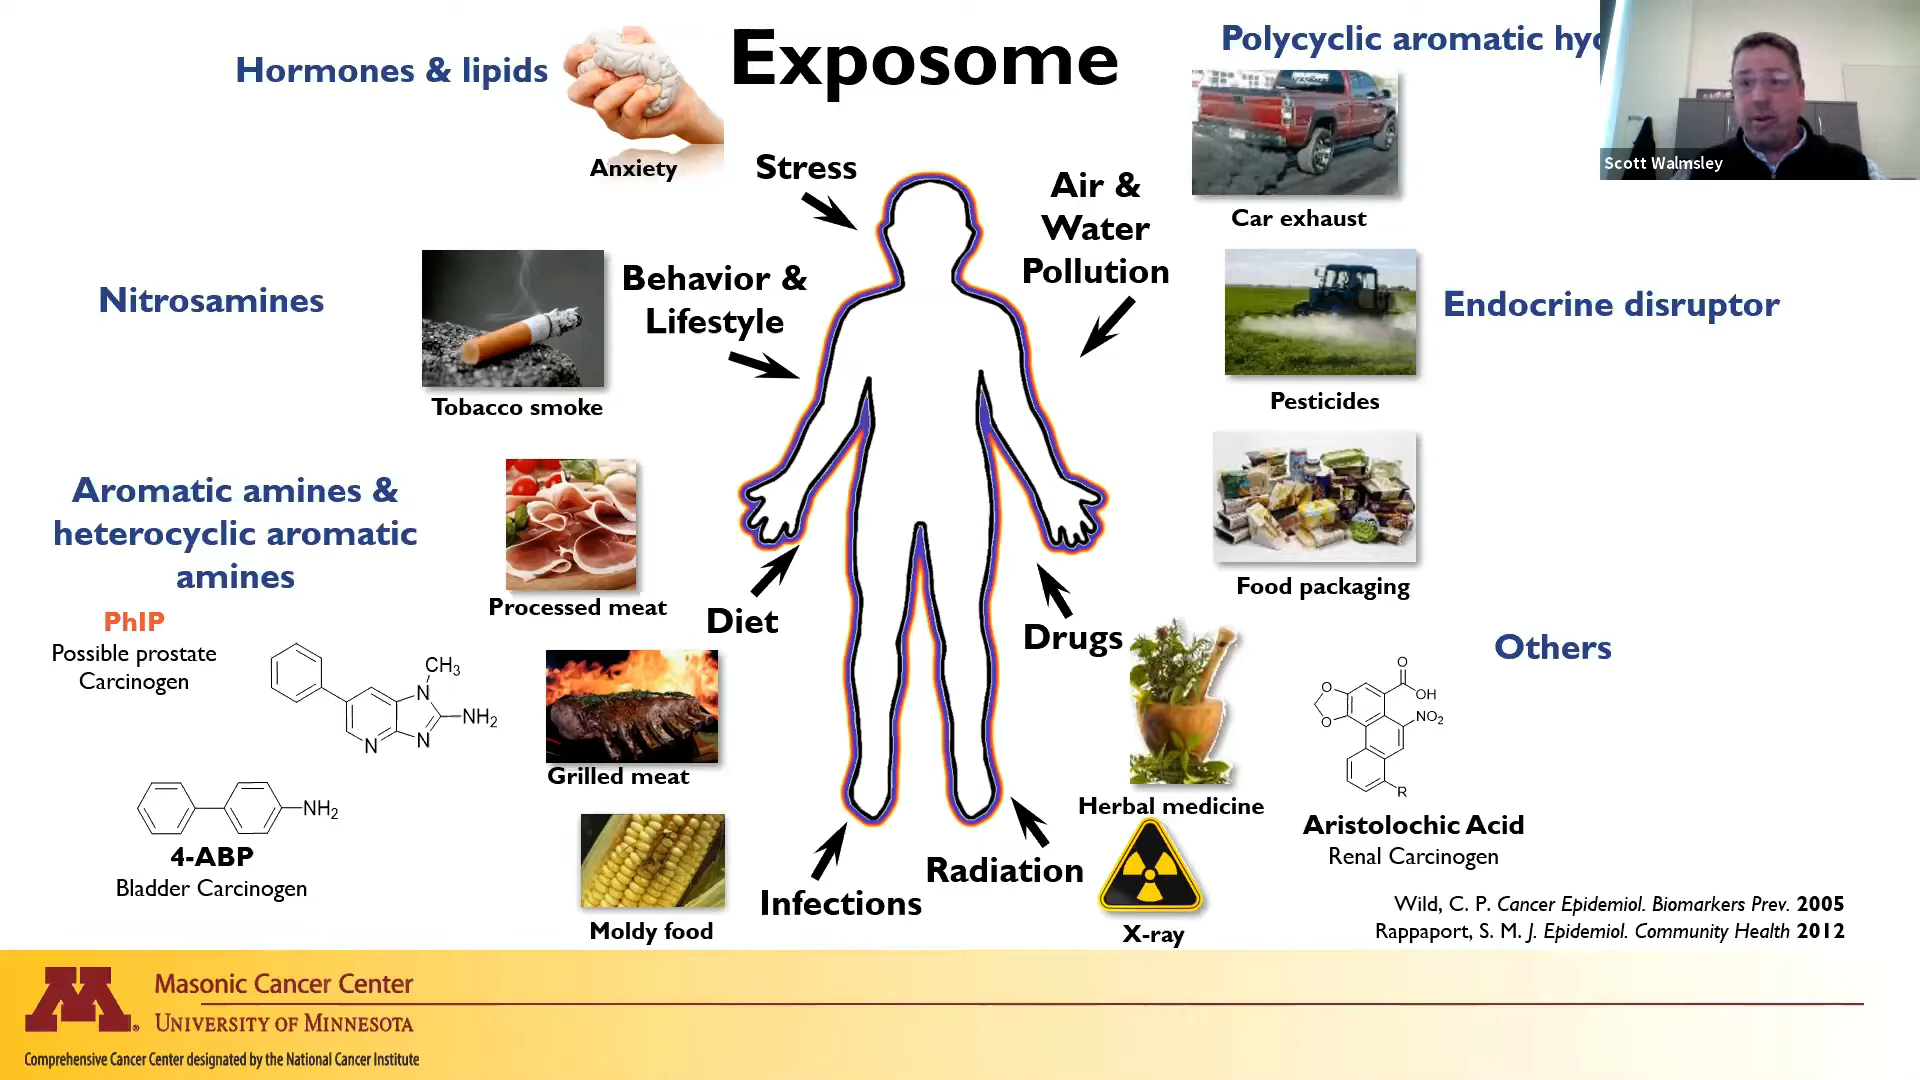 Exposome
Hormones & lipids
Polycyclic aromatic
Scott Walmsley
Anxiety
Stress
Air &
Water
Pollution
Car exhaust
Nitrosamines
Tobacco smoke
Behavior &
Lifestyle
Endocrine disruptor
Pesticides
Aromatic amines &
heterocyclic aromatic
amines
Processed meat
Diet
Food packaging
PhIP
Possible prostate
Carcinogen
CH3
N
NH2
N
N
Grilled meat
Drugs
Herbal medicine
Others
O
OH
O
O
NO2
R
Aristolochic Acid
Renal Carcinogen
NH2
4-ABP
Bladder Carcinogen
Moldy food
Infections
Radiation
X-ray
Wild, C. P. Cancer Epidemiol. Biomarkers Prev. 2005
Rappaport, S. M. J. Epidemiol. Community Health 2012
M®
Masonic Cancer Center
UNIVERSITY OF MINNESOTA
Comprehensive Cancer Center designated by the National Cancer Institute